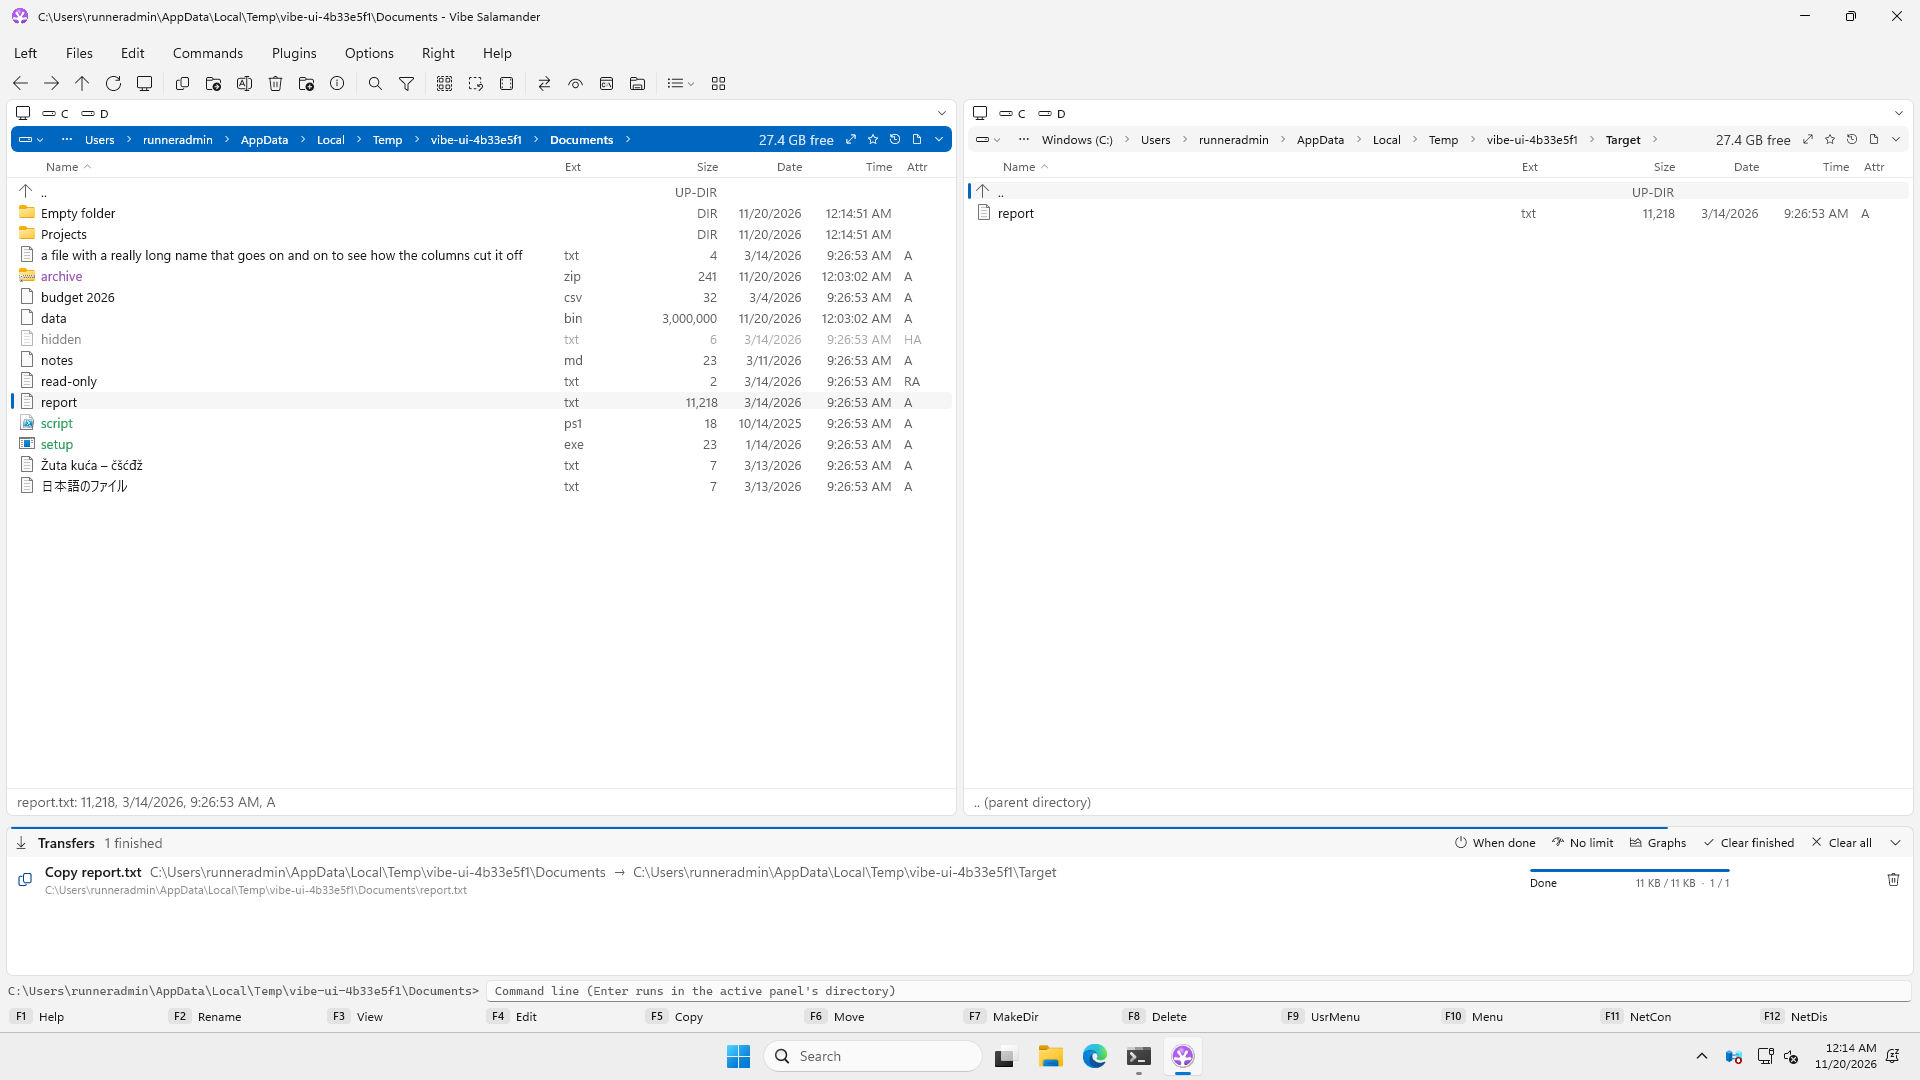 C:\Users\runneradmin\AppData\Local\Temp\vibe-ui-4b33e5f1\Documents - Vibe Salamander
Left Files Edit Commands Plugins Options Right Help
C D
Users runneradmin AppData Local Temp vibe-ui-4b33e5f1 Documents 27.4 GB free
Name Ext Size Date Time Attr
.. UP-DIR
Empty folder DIR 11/20/2026 12:14:51 AM
Projects DIR 11/20/2026 12:14:51 AM
a file with a really long name that goes on and on to see how the columns cut it off txt 4 3/14/2026 9:26:53 AM A
archive zip 241 11/20/2026 12:03:02 AM A
budget 2026 csv 32 3/4/2026 9:26:53 AM A
data bin 3,000,000 11/20/2026 12:03:02 AM A
hidden txt 6 3/14/2026 9:26:53 AM HA
notes md 23 3/11/2026 9:26:53 AM A
read-only txt 2 3/14/2026 9:26:53 AM RA
report txt 11,218 3/14/2026 9:26:53 AM A
script ps1 18 10/14/2025 9:26:53 AM A
setup exe 23 1/14/2026 9:26:53 AM A
Žuta kuća – čšćđž txt 7 3/13/2026 9:26:53 AM A
日本語のファイル txt 7 3/13/2026 9:26:53 AM A
report.txt: 11,218, 3/14/2026, 9:26:53 AM, A
C D
Windows (C:) Users runneradmin AppData Local Temp vibe-ui-4b33e5f1 Target 27.4 GB free
Name Ext Size Date Time Attr
.. UP-DIR
report txt 11,218 3/14/2026 9:26:53 AM A
.. (parent directory)
Transfers 1 finished When done No limit Graphs Clear finished Clear all
Copy report.txt C:\Users\runneradmin\AppData\Local\Temp\vibe-ui-4b33e5f1\Documents → C:\Users\runneradmin\AppData\Local\Temp\vibe-ui-4b33e5f1\Target
C:\Users\runneradmin\AppData\Local\Temp\vibe-ui-4b33e5f1\Documents\report.txt
Done 11 KB / 11 KB · 1 / 1
C:\Users\runneradmin\AppData\Local\Temp\vibe-ui-4b33e5f1\Documents> Command line (Enter runs in the active panel's directory)
F1 Help F2 Rename F3 View F4 Edit F5 Copy F6 Move F7 MakeDir F8 Delete F9 UsrMenu F10 Menu F11 NetCon F12 NetDis
Search
12:14 AM
11/20/2026